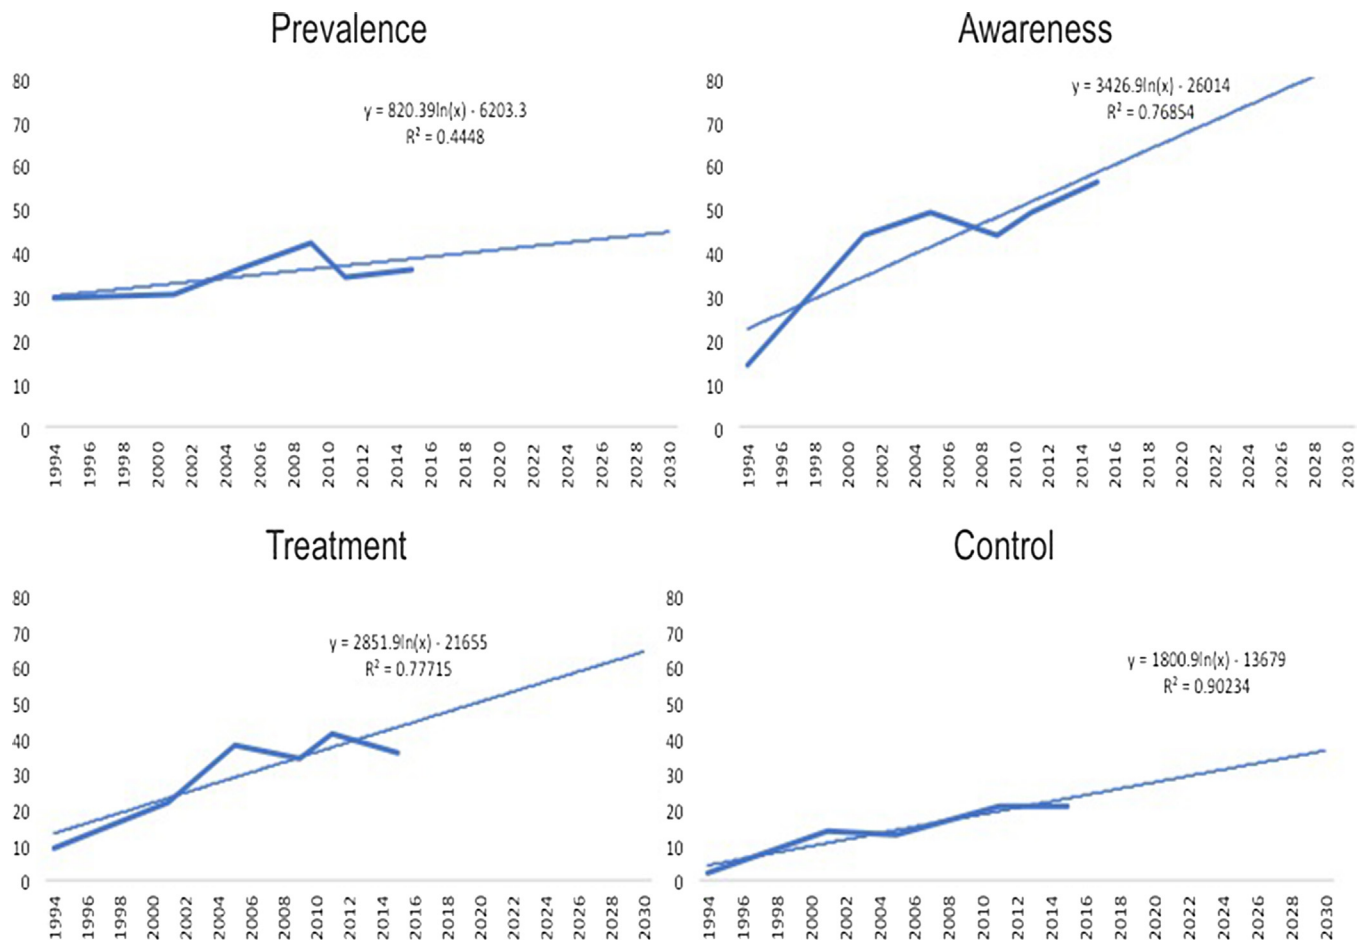 Prevalence
80
70
60
50
40
30
20
10
0
y = 820.39ln(x) - 6203.3
R² = 0.4448
1994 1996 1998 2000 2002 2004 2006 2008 2010 2012 2014 2016 2018 2020 2022 2024 2026 2028 2030
Awareness
80
70
60
50
40
30
20
10
0
y = 3426.9ln(x) - 26014
R² = 0.76854
1994 1996 1998 2000 2002 2004 2006 2008 2010 2012 2014 2016 2018 2020 2022 2024 2026 2028 2030
Treatment
80
70
60
50
40
30
20
10
0
y = 2851.9ln(x) - 21655
R² = 0.77715
1994 1996 1998 2000 2002 2004 2006 2008 2010 2012 2014 2016 2018 2020 2022 2024 2026 2028 2030
Control
80
70
60
50
40
30
20
10
0
y = 1800.9ln(x) - 13679
R² = 0.90234
1994 1996 1998 2000 2002 2004 2006 2008 2010 2012 2014 2016 2018 2020 2022 2024 2026 2028 2030